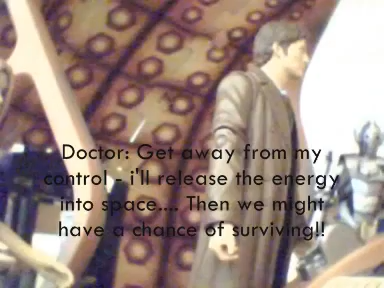 Doctor: Get away from my
control - i'll release the energy
into space.... Then we might
have a chance of surviving!!